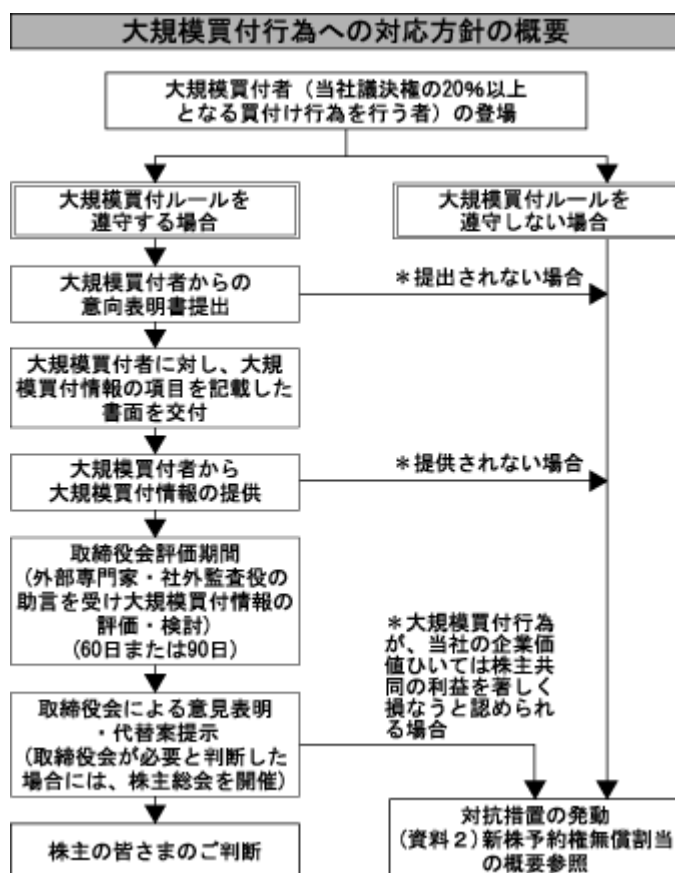 大規模買付行為への対応方針の概要
大規模買付者（当社議決権の20％以上
となる買付け行為を行う者）の登場
大規模買付ルールを
遵守する場合
大規模買付ルールを
遵守しない場合
大規模買付者からの
意向表明書提出
＊提出されない場合
大規模買付者に対し、大規
模買付情報の項目を記載した
書面を交付
大規模買付者から
大規模買付情報の提供
＊提供されない場合
取締役会評価期間
(外部専門家・社外監査役の
助言を受け大規模買付情報の
評価・検討)
(60日または90日)
＊大規模買付行為
が、当社の企業価
値ひいては株主共
同の利益を著しく
損なうと認められ
る場合
取締役会による意見表明
・代替案提示
(取締役会が必要と判断した
場合には、株主総会を開催)
株主の皆さまのご判断
対抗措置の発動
(資料２)新株予約権無償割当
の概要参照